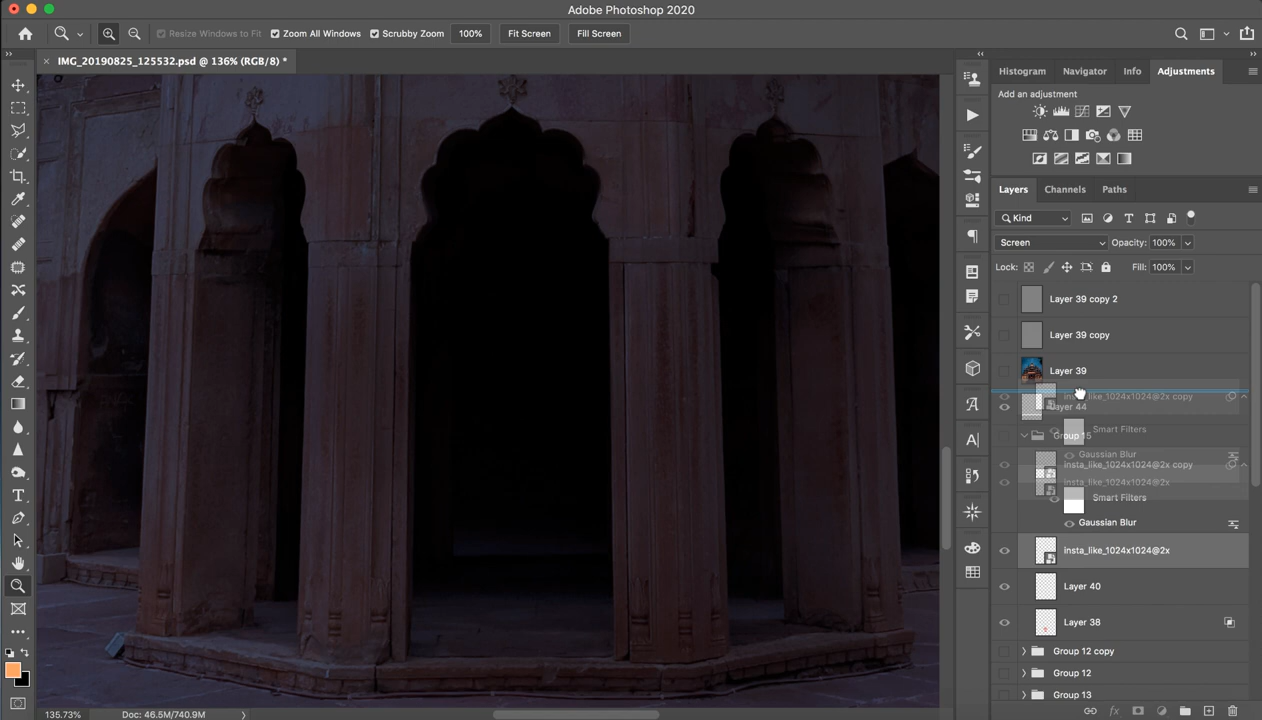 Adobe Photoshop 2020
Resize Windows to Fit Zoom All Windows Scrubby Zoom 100% Fit Screen Fill Screen
IMG_20190825_125532.psd @ 136% (RGB/8) *
Histogram Navigator Info Adjustments
Add an adjustment
Layers Channels Paths
Kind
Screen Opacity: 100%
Lock: Fill: 100%
Layer 39 copy 2
Layer 39 copy
Layer 39
insta_like_1024x1024@2x copy
Layer 44
Smart Filters
Group 15
Gaussian Blur
insta_like_1024x1024@2x copy
insta_like_1024x1024@2x
Smart Filters
Gaussian Blur
insta_like_1024x1024@2x
Layer 40
Layer 38
Group 12 copy
Group 12
Group 13
135.73% Doc: 46.5M/740.9M